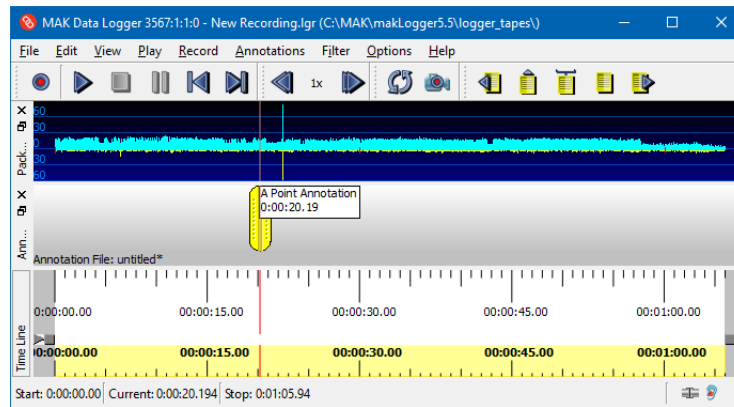 MAK Data Logger 3567:1:1:0 - New Recording.lgr (C:\MAK\makLogger5.5\logger_tapes\)
File Edit View Play Record Annotations Filter Options Help
1x
60
30
0
30
60
Pack...
A Point Annotation
0:00:20.19
Ann...
Annotation File: untitled*
0:00:00.00 00:00:15.00 00:00:30.00 00:00:45.00 00:01:00.00
Time Line
00:00:00.00 00:00:15.00 00:00:30.00 00:00:45.00 00:01:00.00
Start: 0:00:00.00 Current: 0:00:20.194 Stop: 0:01:05.94